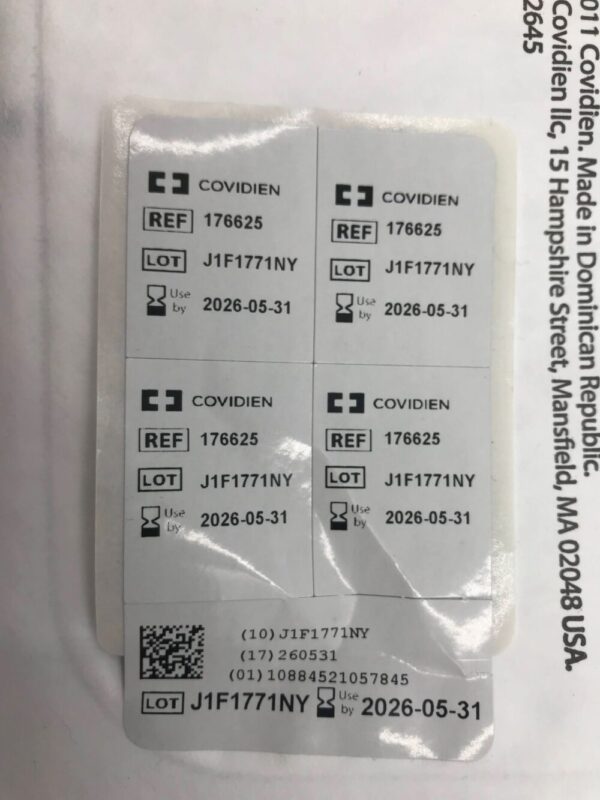 COVIDIEN
REF 176625
LOT J1F1771NY
Use by 2026-05-31
COVIDIEN
REF 176625
LOT J1F1771NY
Use by 2026-05-31
COVIDIEN
REF 176625
LOT J1F1771NY
Use by 2026-05-31
COVIDIEN
REF 176625
LOT J1F1771NY
Use by 2026-05-31
(10)J1F1771NY
(17)260531
(01)10884521057845
LOT J1F1771NY Use by 2026-05-31
011 Covidien. Made in Dominican Republic.
Covidien llc, 15 Hampshire Street, Mansfield, MA 02048 USA.
2645